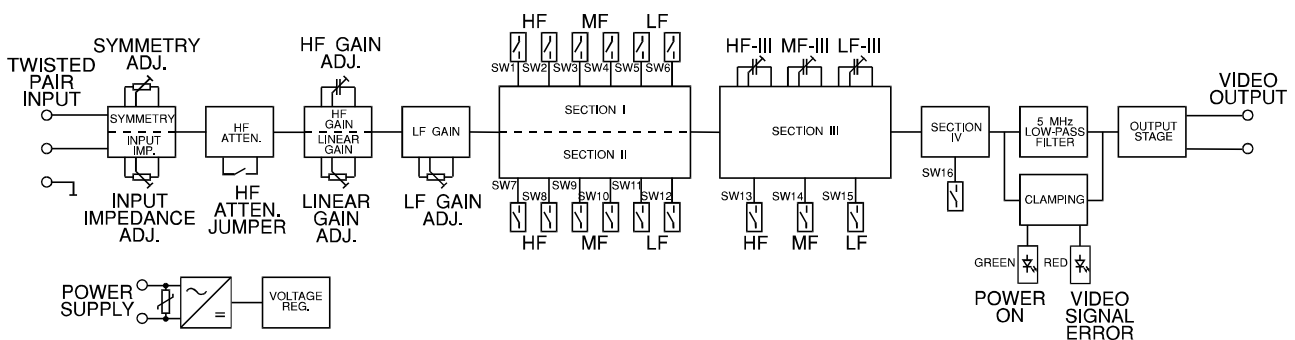 SYMMETRY
ADJ.
TWISTED
PAIR
INPUT
SYMMETRY
INPUT
IMP.
INPUT
IMPEDANCE
ADJ.
HF
ATTEN.
HF
ATTEN.
JUMPER
HF GAIN
ADJ.
HF
GAIN
LINEAR
GAIN
LINEAR
GAIN
ADJ.
LF GAIN
LF GAIN
ADJ.
HF MF LF
SW1 SW2 SW3 SW4 SW5 SW6
SECTION I
SECTION II
SW7 SW8 SW9 SW10 SW11 SW12
HF MF LF
HF-III MF-III LF-III
SECTION III
SW13 SW14 SW15
HF MF LF
SECTION
IV
SW16
5 MHz
LOW-PASS
FILTER
CLAMPING
GREEN RED
POWER
ON
VIDEO
SIGNAL
ERROR
OUTPUT
STAGE
VIDEO
OUTPUT
POWER
SUPPLY
VOLTAGE
REG.